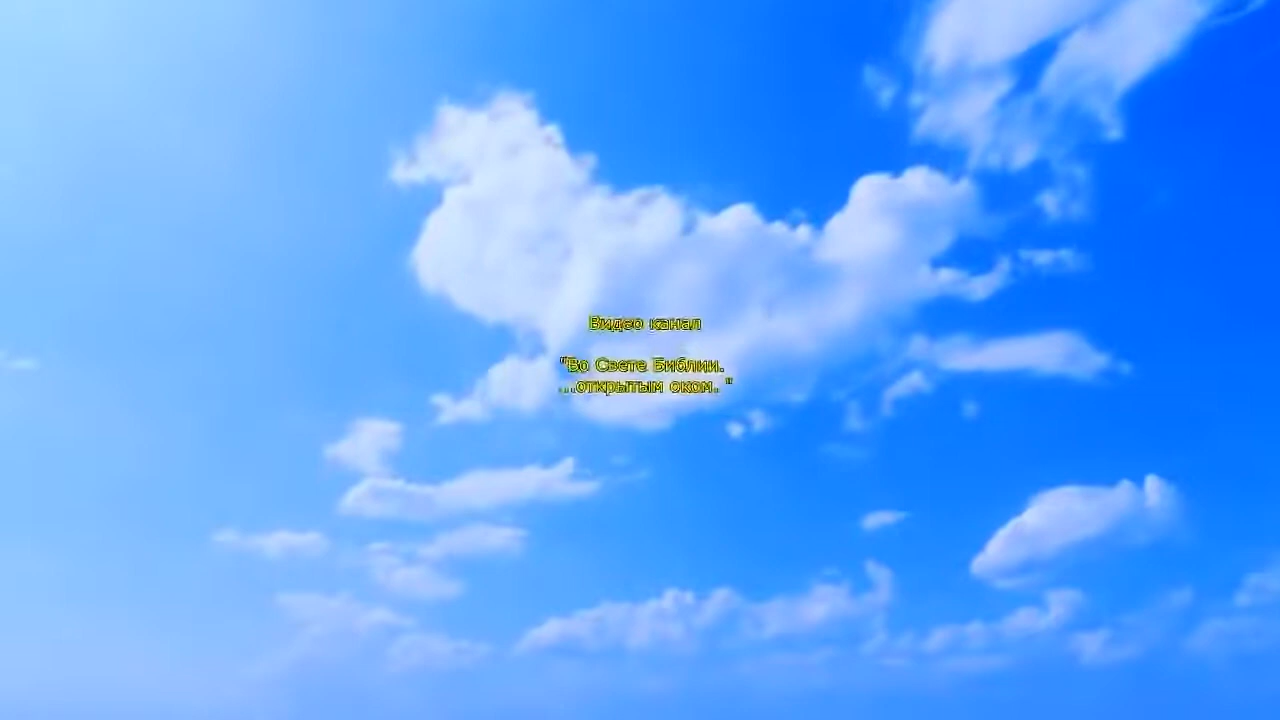 Видео канал
"Во Свете Библии.
...открытым оком. "